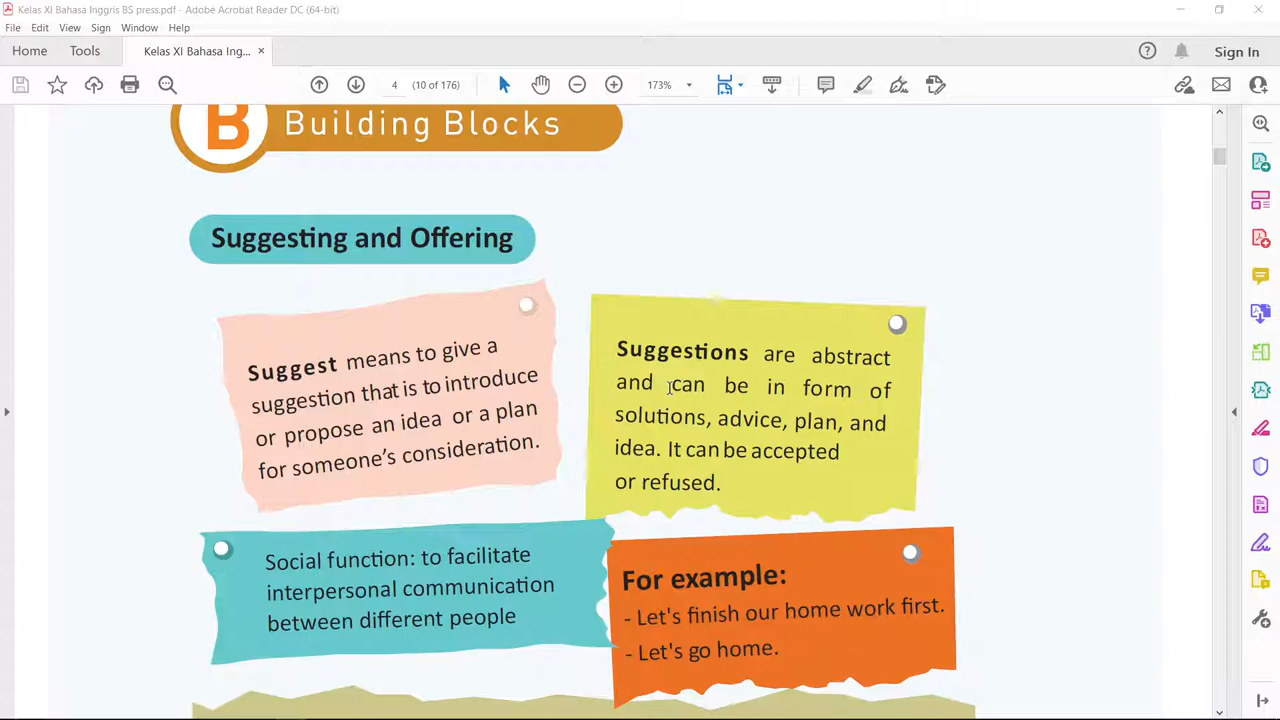 Kelas XI Bahasa Inggris BS press.pdf - Adobe Acrobat Reader DC (64-bit)
File Edit View Sign Window Help
Home Tools Kelas XI Bahasa Ing... × Sign In
4 (10 of 176) 173%
B Building Blocks
Suggesting and Offering
Suggest means to give a
suggestion that is to introduce
or propose an idea or a plan
for someone's consideration.
Suggestions are abstract
and can be in form of
solutions, advice, plan, and
idea. It can be accepted
or refused.
Social function: to facilitate
interpersonal communication
between different people
For example:
- Let's finish our home work first.
- Let's go home.